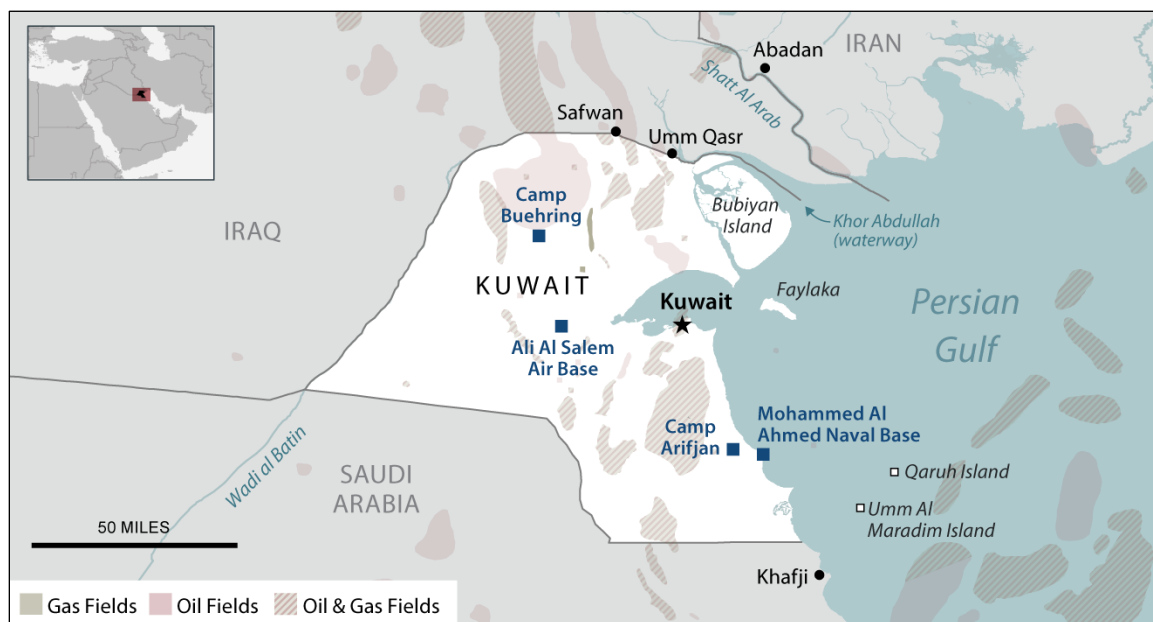 Abadan
IRAN
Shatt Al Arab
Safwan
Umm Qasr
Camp
Buehring
Bubiyan
Island
Khor Abdullah
(waterway)
IRAQ
KUWAIT
Kuwait
Faylaka
Persian
Gulf
Ali Al Salem
Air Base
Mohammed Al
Ahmed Naval Base
Camp
Arifjan
Wadi al Batin
SAUDI
ARABIA
Qaruh Island
Umm Al
Maradim Island
50 MILES
Khafji
Gas Fields
Oil Fields
Oil & Gas Fields